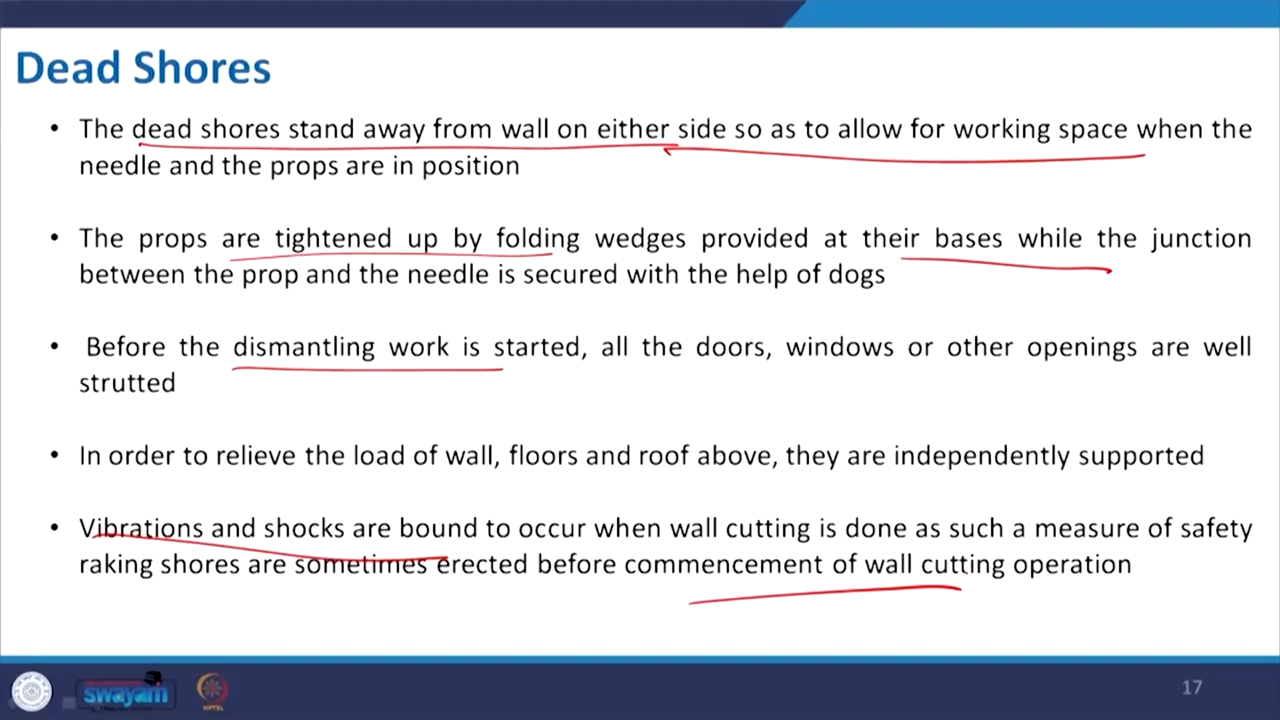 Dead Shores
• The dead shores stand away from wall on either side so as to allow for working space when the
needle and the props are in position
• The props are tightened up by folding wedges provided at their bases while the junction
between the prop and the needle is secured with the help of dogs
• Before the dismantling work is started, all the doors, windows or other openings are well
strutted
• In order to relieve the load of wall, floors and roof above, they are independently supported
• Vibrations and shocks are bound to occur when wall cutting is done as such a measure of safety
raking shores are sometimes erected before commencement of wall cutting operation
swayam
NPTEL
17